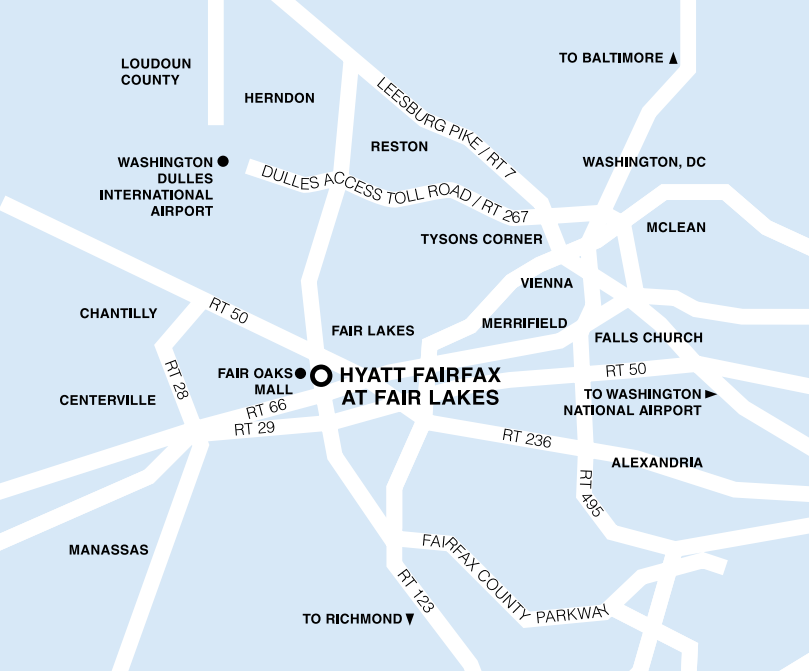 LOUDOUN
COUNTY
TO BALTIMORE ▲
HERNDON
LEESBURG PIKE / RT 7
RESTON
WASHINGTON
DULLES
INTERNATIONAL
AIRPORT
WASHINGTON, DC
DULLES ACCESS TOLL ROAD / RT 267
MCLEAN
TYSONS CORNER
VIENNA
CHANTILLY
RT 50
FAIR LAKES
MERRIFIELD
FALLS CHURCH
RT 28
FAIR OAKS
MALL
HYATT FAIRFAX
AT FAIR LAKES
RT 50
TO WASHINGTON ►
NATIONAL AIRPORT
CENTERVILLE
RT 66
RT 29
RT 236
ALEXANDRIA
RT 495
MANASSAS
FAIRFAX COUNTY PARKWAY
RT 123
TO RICHMOND ▼